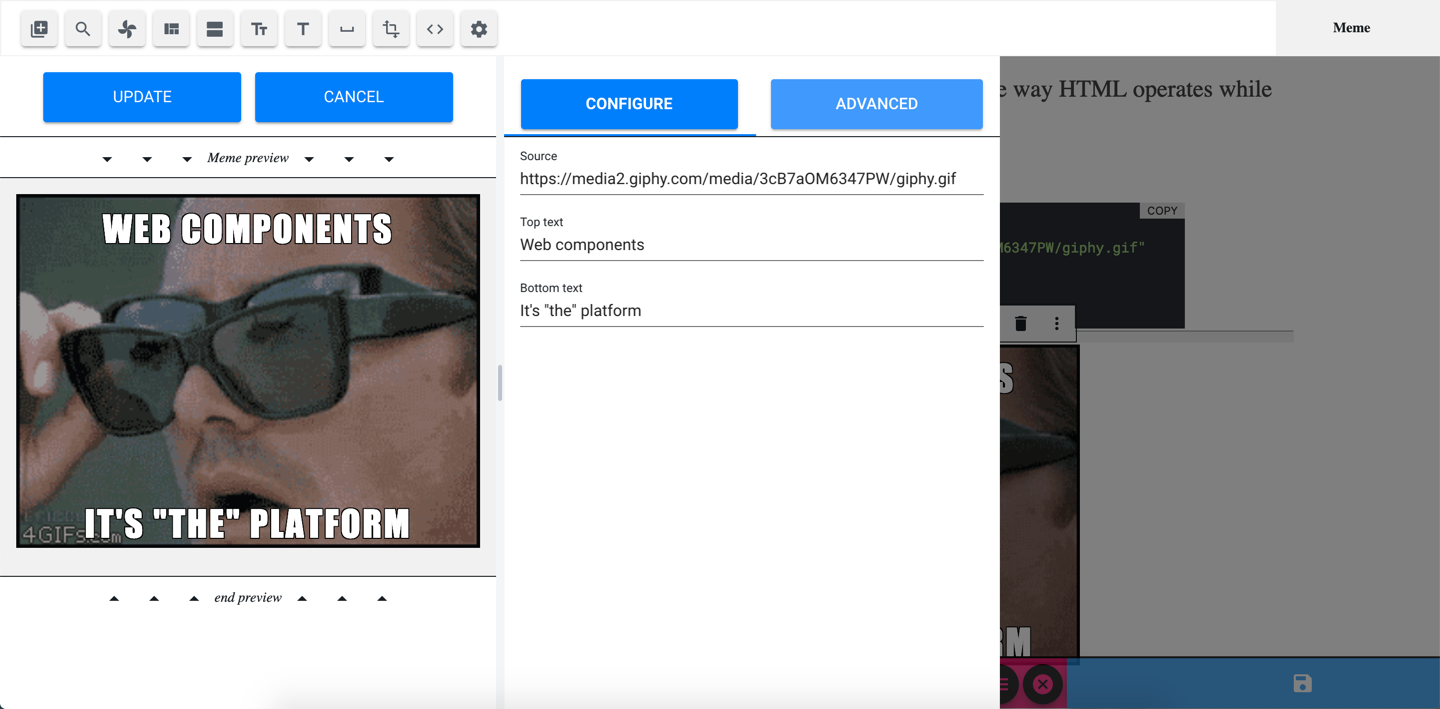 Meme
UPDATE
CANCEL
Meme preview
WEB COMPONENTS
IT'S "THE" PLATFORM
4GIFs.com
end preview
CONFIGURE
ADVANCED
Source
https://media2.giphy.com/media/3cB7aOM6347PW/giphy.gif
Top text
Web components
Bottom text
It's "the" platform
e way HTML operates while
COPY
M6347PW/giphy.gif"
S
RM